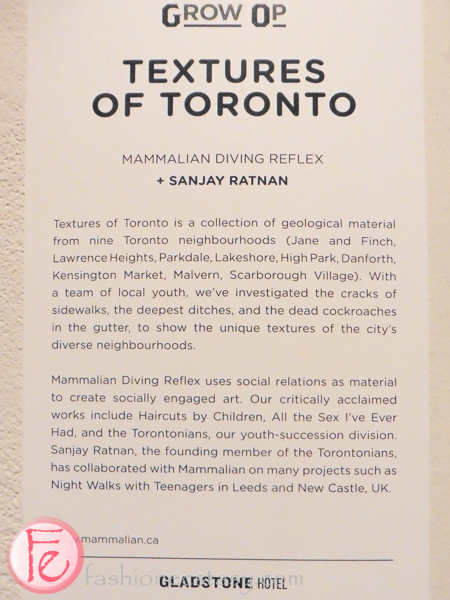 GROW OP
TEXTURES
OF TORONTO
MAMMALIAN DIVING REFLEX
+ SANJAY RATNAN
Textures of Toronto is a collection of geological material
from nine Toronto neighbourhoods (Jane and Finch,
Lawrence Heights, Parkdale, Lakeshore, High Park, Danforth,
Kensington Market, Malvern, Scarborough Village). With
a team of local youth, we've investigated the cracks of
sidewalks, the deepest ditches, and the dead cockroaches
in the gutter, to show the unique textures of the city's
diverse neighbourhoods.
Mammalian Diving Reflex uses social relations as material
to create socially engaged art. Our critically acclaimed
works include Haircuts by Children, All the Sex I've Ever
Had, and the Torontonians, our youth-succession division.
Sanjay Ratnan, the founding member of the Torontonians,
has collaborated with Mammalian on many projects such as
Night Walks with Teenagers in Leeds and New Castle, UK.
.mammalian.ca
Fe
GLADSTONE HOTEL